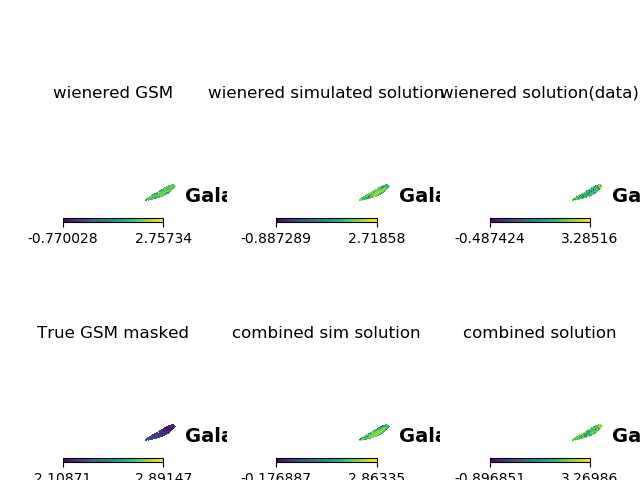 wienered GSM wienered simulated solution wienered solution(data)
Gala Gala Ga
-0.770028 2.75734 -0.887289 2.71858 -0.487424 3.28516
True GSM masked combined sim solution combined solution
Gala Gala Ga
2.10871 2.89147 -0.176887 2.86335 -0.896851 3.26986